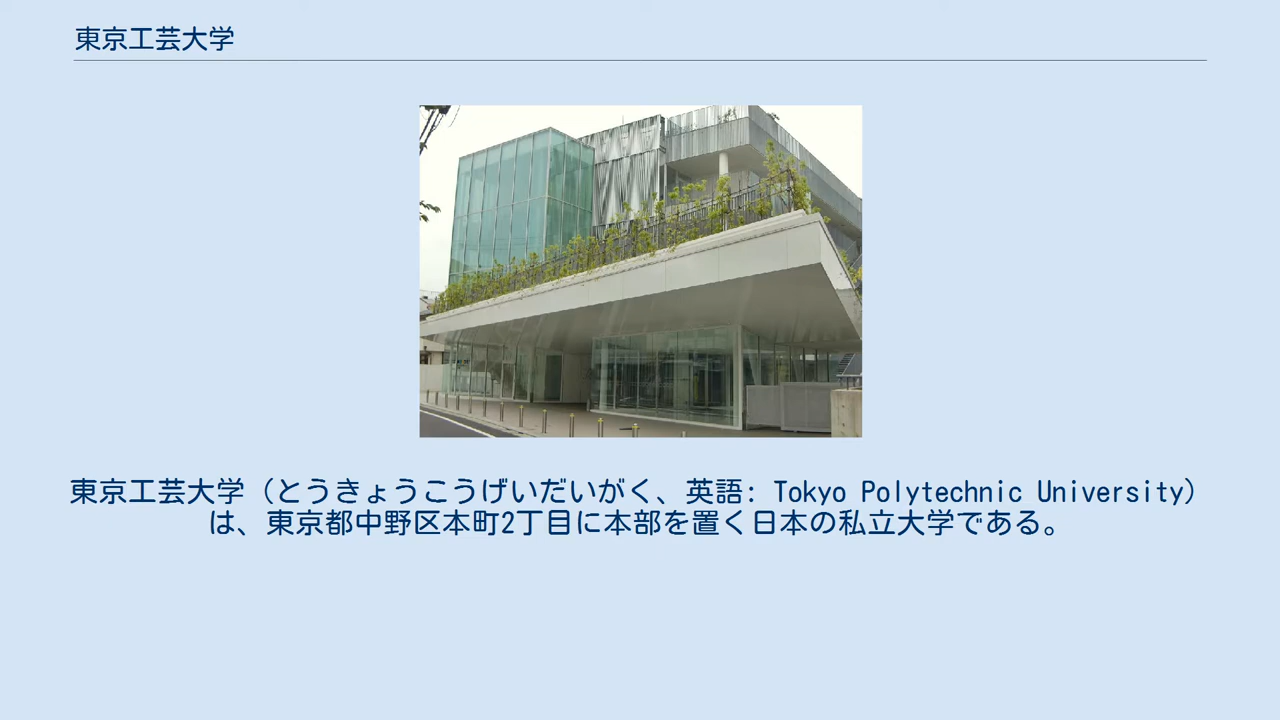 東京工芸大学
東京工芸大学（とうきょうこうげいだいがく、英語: Tokyo Polytechnic University）
は、東京都中野区本町2丁目に本部を置く日本の私立大学である。